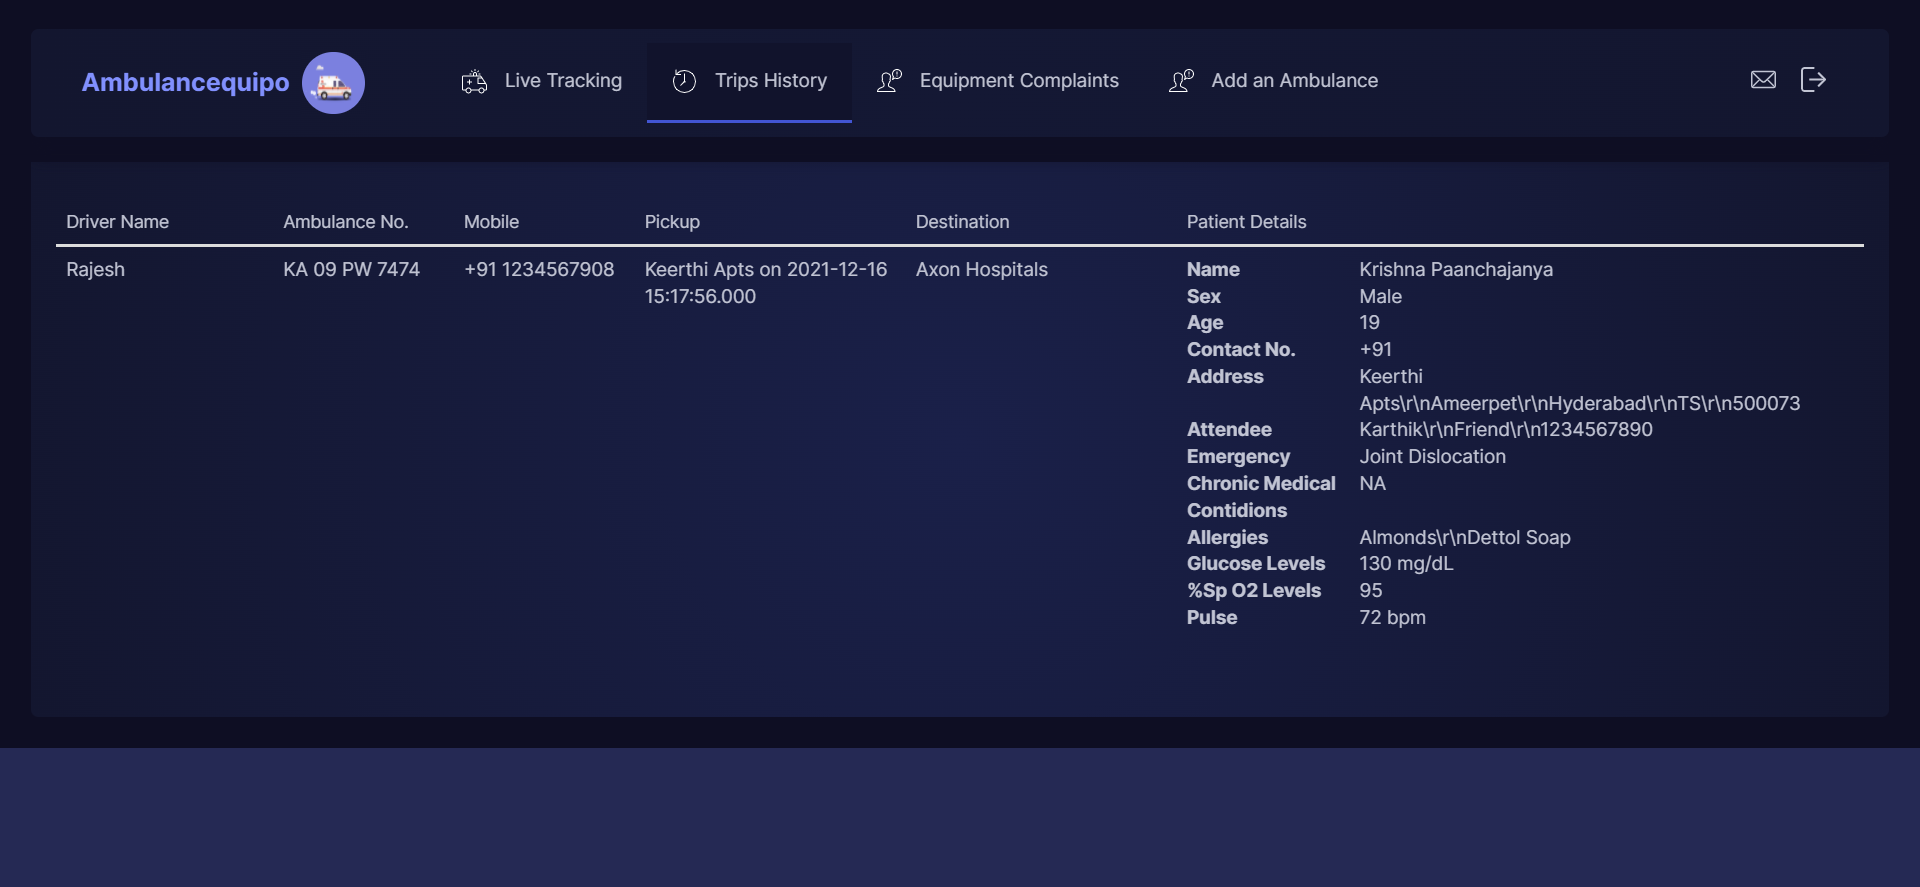 Ambulancequipo
Live Tracking
Trips History
Equipment Complaints
Add an Ambulance
Driver Name Ambulance No. Mobile Pickup Destination Patient Details
Rajesh KA 09 PW 7474 +91 1234567908 Keerthi Apts on 2021-12-16 Axon Hospitals
15:17:56.000
Name Krishna Paanchajanya
Sex Male
Age 19
Contact No. +91
Address Keerthi
Apts\r\nAmeerpet\r\nHyderabad\r\nTS\r\n500073
Attendee Karthik\r\nFriend\r\n1234567890
Emergency Joint Dislocation
Chronic Medical NA
Contidions
Allergies Almonds\r\nDettol Soap
Glucose Levels 130 mg/dL
%Sp O2 Levels 95
Pulse 72 bpm